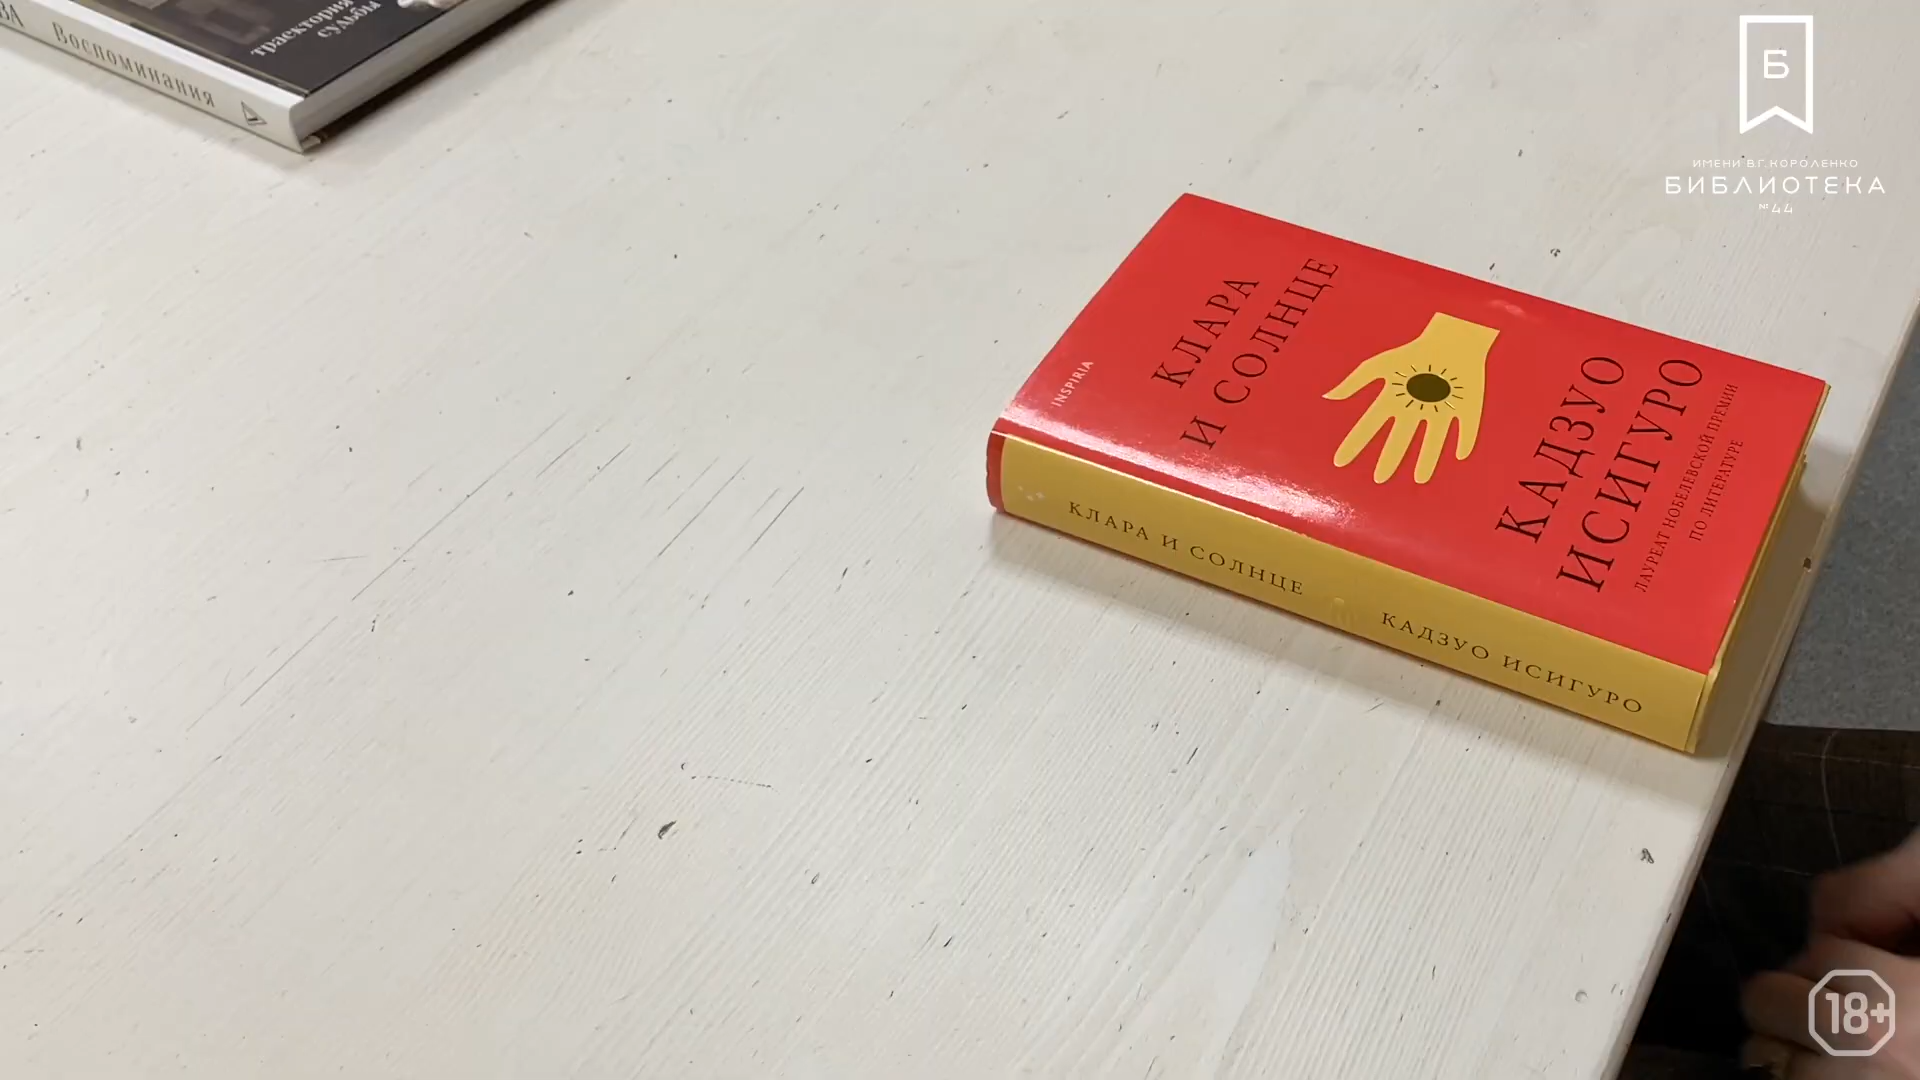 Воспоминания
траектория
судьбы
Б
ИМЕНИ В.Г.КОРОЛЕНКО
БИБЛИОТЕКА
№44
INSPIRIA
КЛАРА
И СОЛНЦЕ
КАДЗУО
ИСИГУРО
ЛАУРЕАТ НОБЕЛЕВСКОЙ ПРЕМИИ
ПО ЛИТЕРАТУРЕ
КЛАРА И СОЛНЦЕ КАДЗУО ИСИГУРО
18+